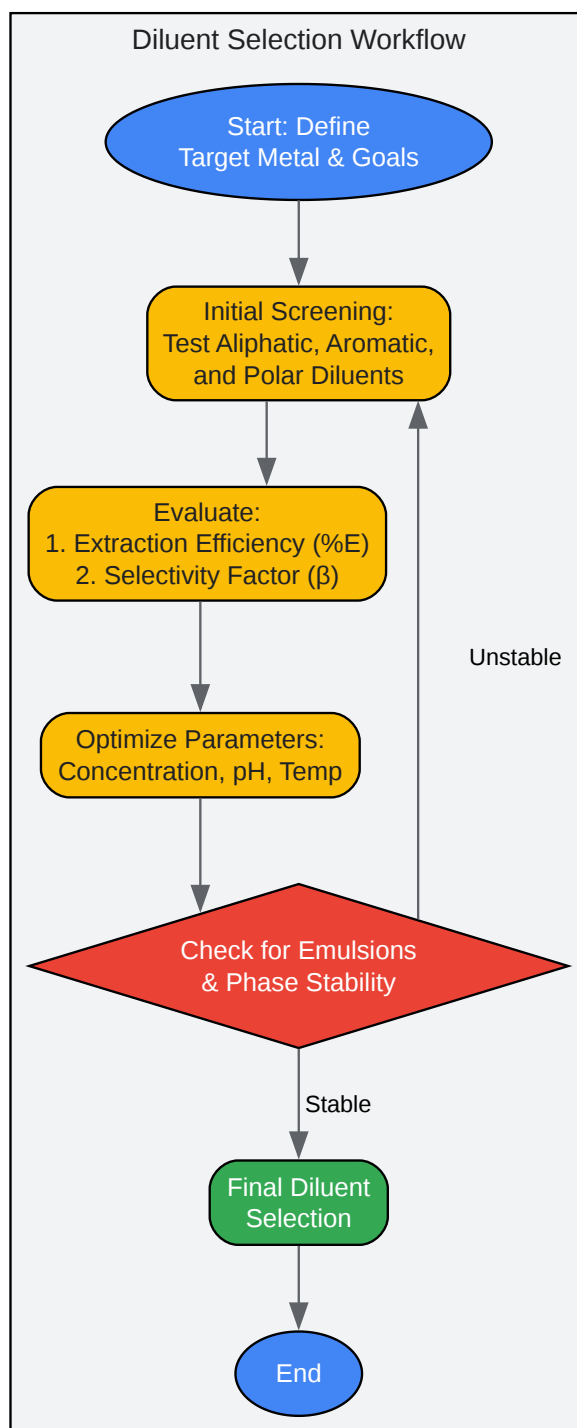 Diluent Selection Workflow
Start: Define
Target Metal & Goals
Initial Screening:
Test Aliphatic, Aromatic,
and Polar Diluents
Evaluate:
1. Extraction Efficiency (%E)
2. Selectivity Factor (β)
Unstable
Optimize Parameters:
Concentration, pH, Temp
Check for Emulsions
& Phase Stability
Stable
Final Diluent
Selection
End